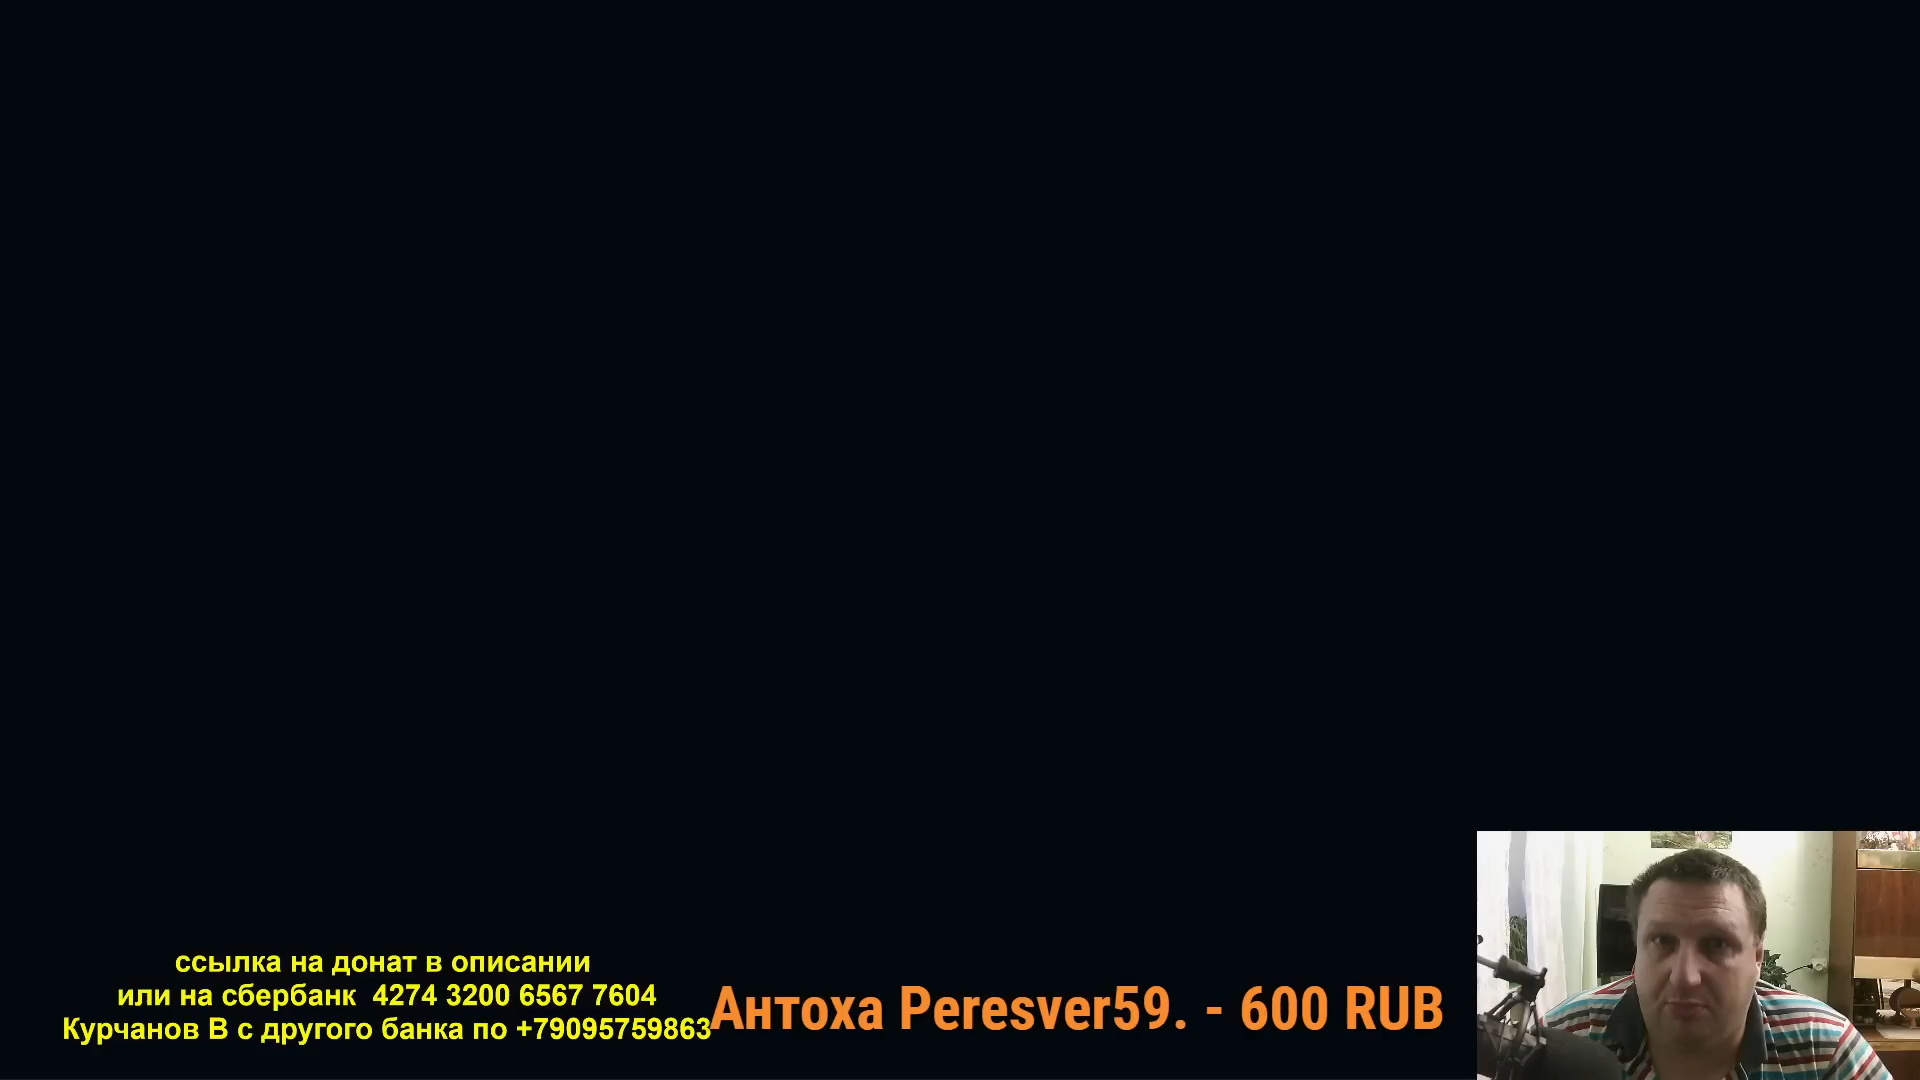 ссылка на донат в описании
или на сбербанк 4274 3200 6567 7604
Курчанов В с другого банка по +79095759863
Антоха Peresver59. - 600 RUB